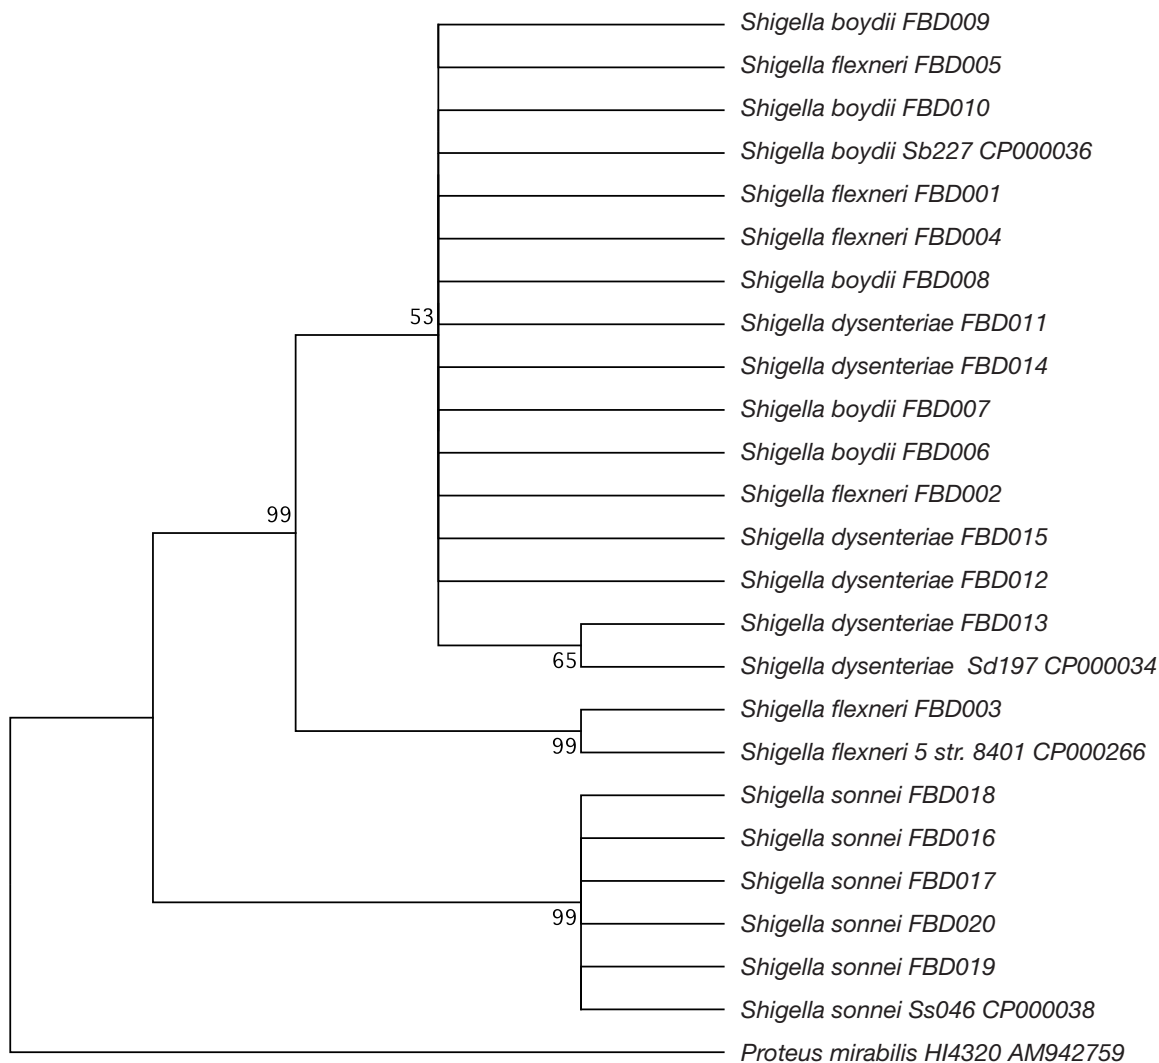 Shigella boydii FBD009
Shigella flexneri FBD005
Shigella boydii FBD010
Shigella boydii Sb227 CP000036
Shigella flexneri FBD001
Shigella flexneri FBD004
Shigella boydii FBD008
53
Shigella dysenteriae FBD011
Shigella dysenteriae FBD014
Shigella boydii FBD007
Shigella boydii FBD006
Shigella flexneri FBD002
99
Shigella dysenteriae FBD015
Shigella dysenteriae FBD012
Shigella dysenteriae FBD013
65
Shigella dysenteriae Sd197 CP000034
Shigella flexneri FBD003
99
Shigella flexneri 5 str. 8401 CP000266
Shigella sonnei FBD018
Shigella sonnei FBD016
Shigella sonnei FBD017
99
Shigella sonnei FBD020
Shigella sonnei FBD019
Shigella sonnei Ss046 CP000038
Proteus mirabilis HI4320 AM942759